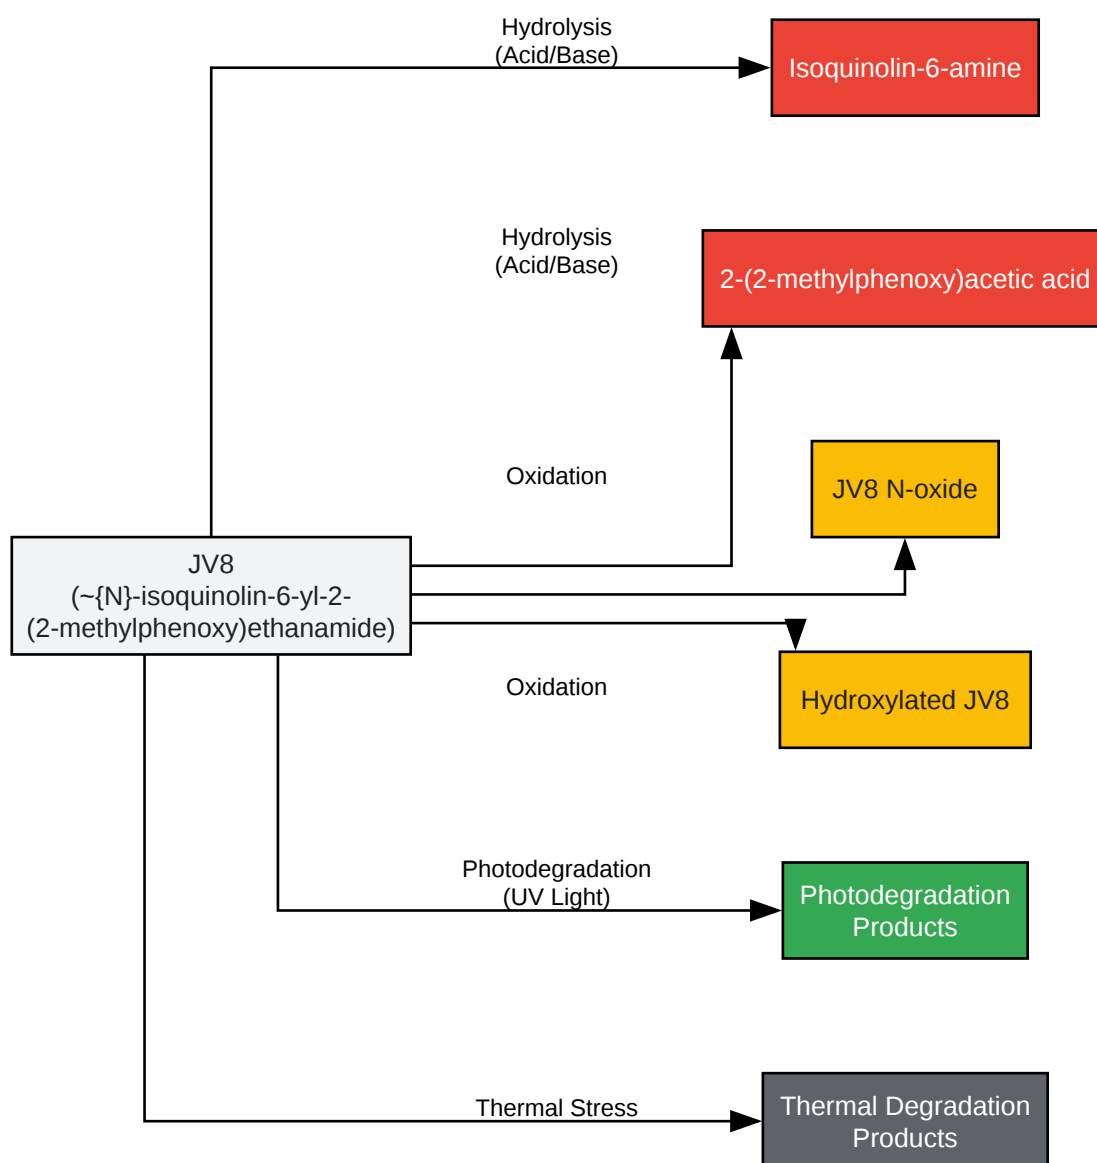 Hydrolysis
(Acid/Base)
Isoquinolin-6-amine
Hydrolysis
(Acid/Base)
2-(2-methylphenoxy)acetic acid
Oxidation
JV8 N-oxide
JV8
(~{N}-isoquinolin-6-yl-2-
(2-methylphenoxy)ethanamide)
Oxidation
Hydroxylated JV8
Photodegradation
(UV Light)
Photodegradation
Products
Thermal Stress
Thermal Degradation
Products